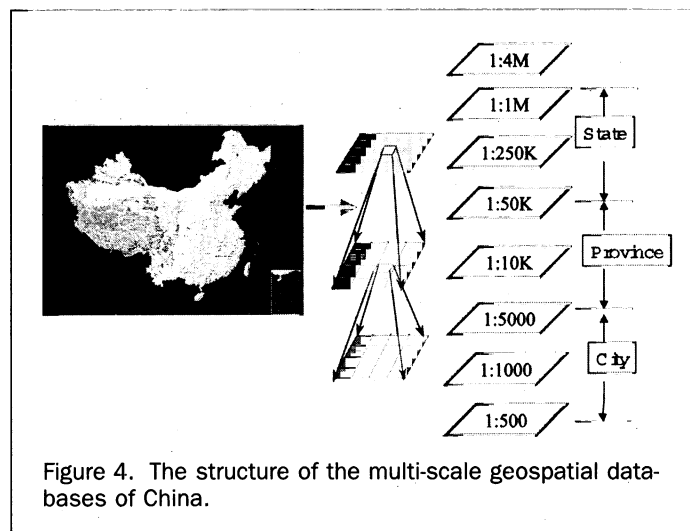 1:4M
1:1M
State
1:250K
1:50K
Province
1:10K
1:5000
City
1:1000
1:500
Figure 4. The structure of the multi-scale geospatial data-
bases of China.